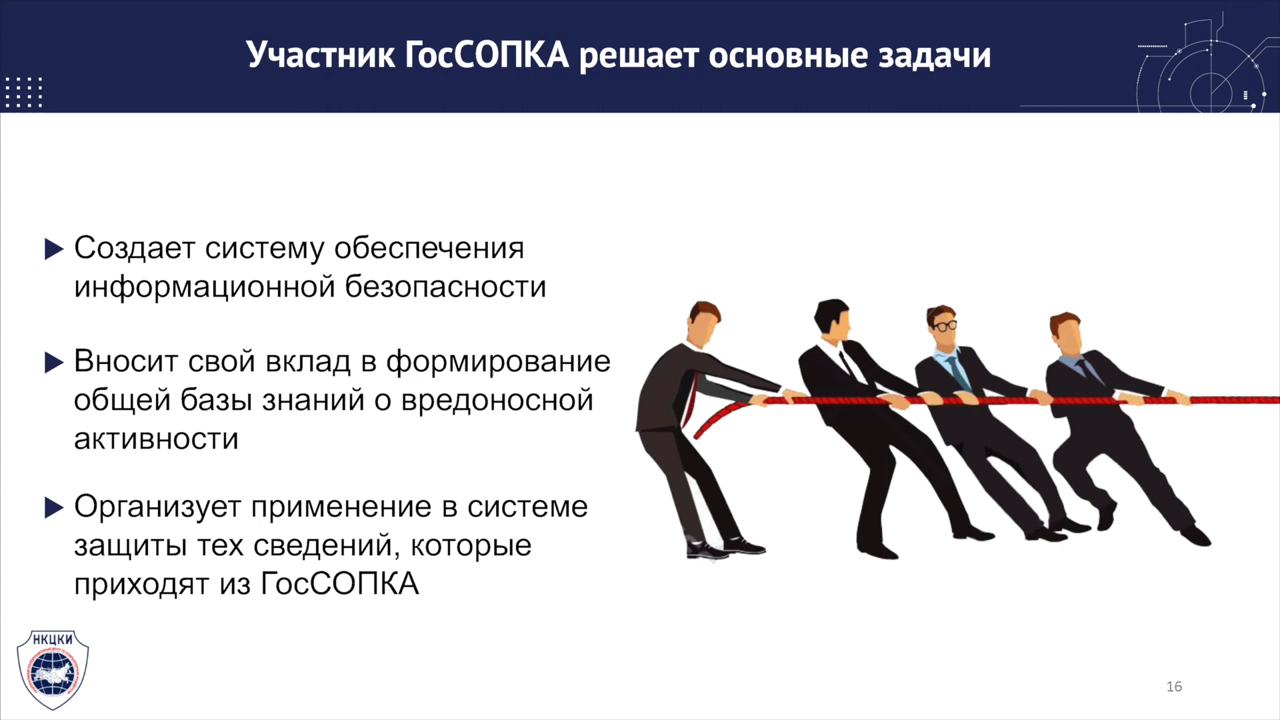 Участник ГосСОПКА решает основные задачи
Создает систему обеспечения
информационной безопасности
Вносит свой вклад в формирование
общей базы знаний о вредоносной
активности
Организует применение в системе
защиты тех сведений, которые
приходят из ГосСОПКА
НКЦКИ
16